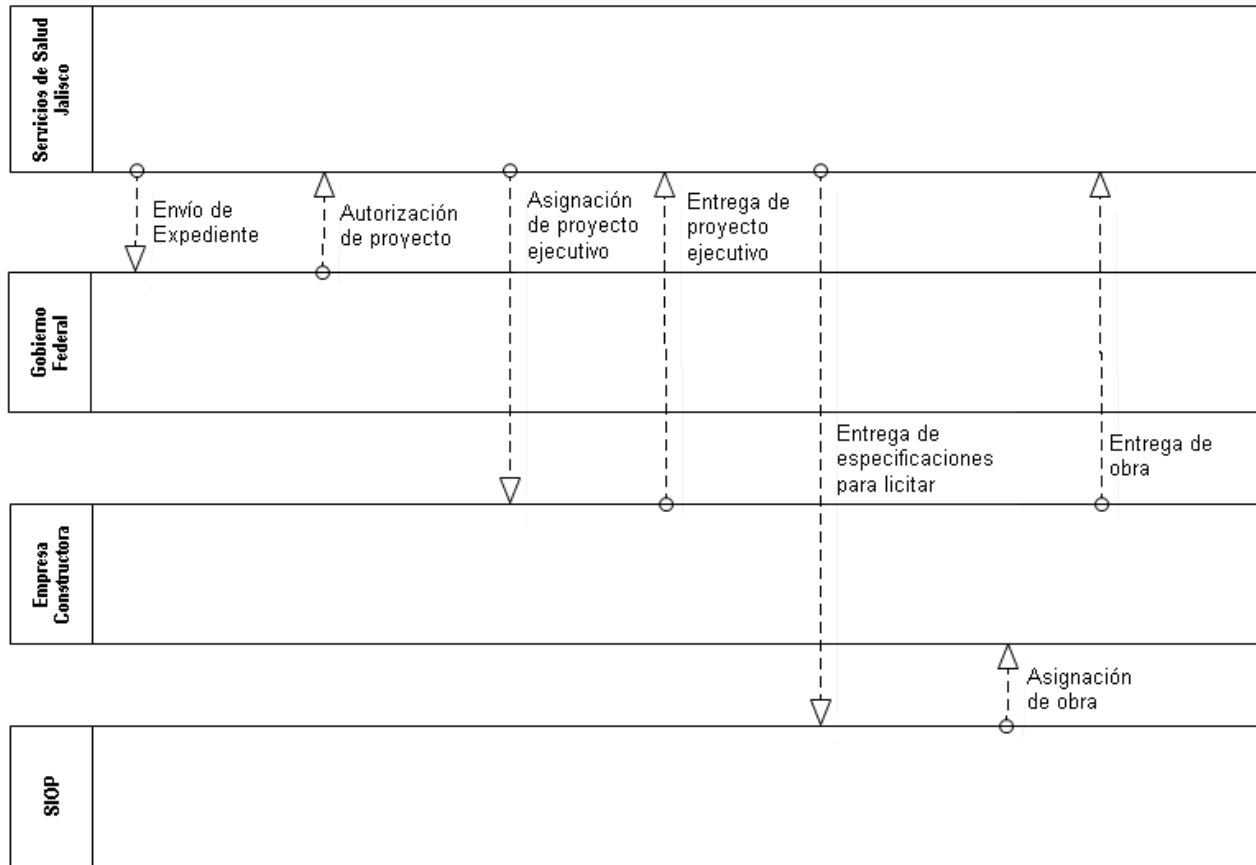 Servicios de Salud
Jalisco
Envío de
Expediente
Autorización
de proyecto
Asignación
de proyecto
ejecutivo
Entrega de
proyecto
ejecutivo
Gobierno
Federal
Entrega de
especificaciones
para licitar
Entrega de
obra
Empresa
Constructora
Asignación
de obra
SIOP